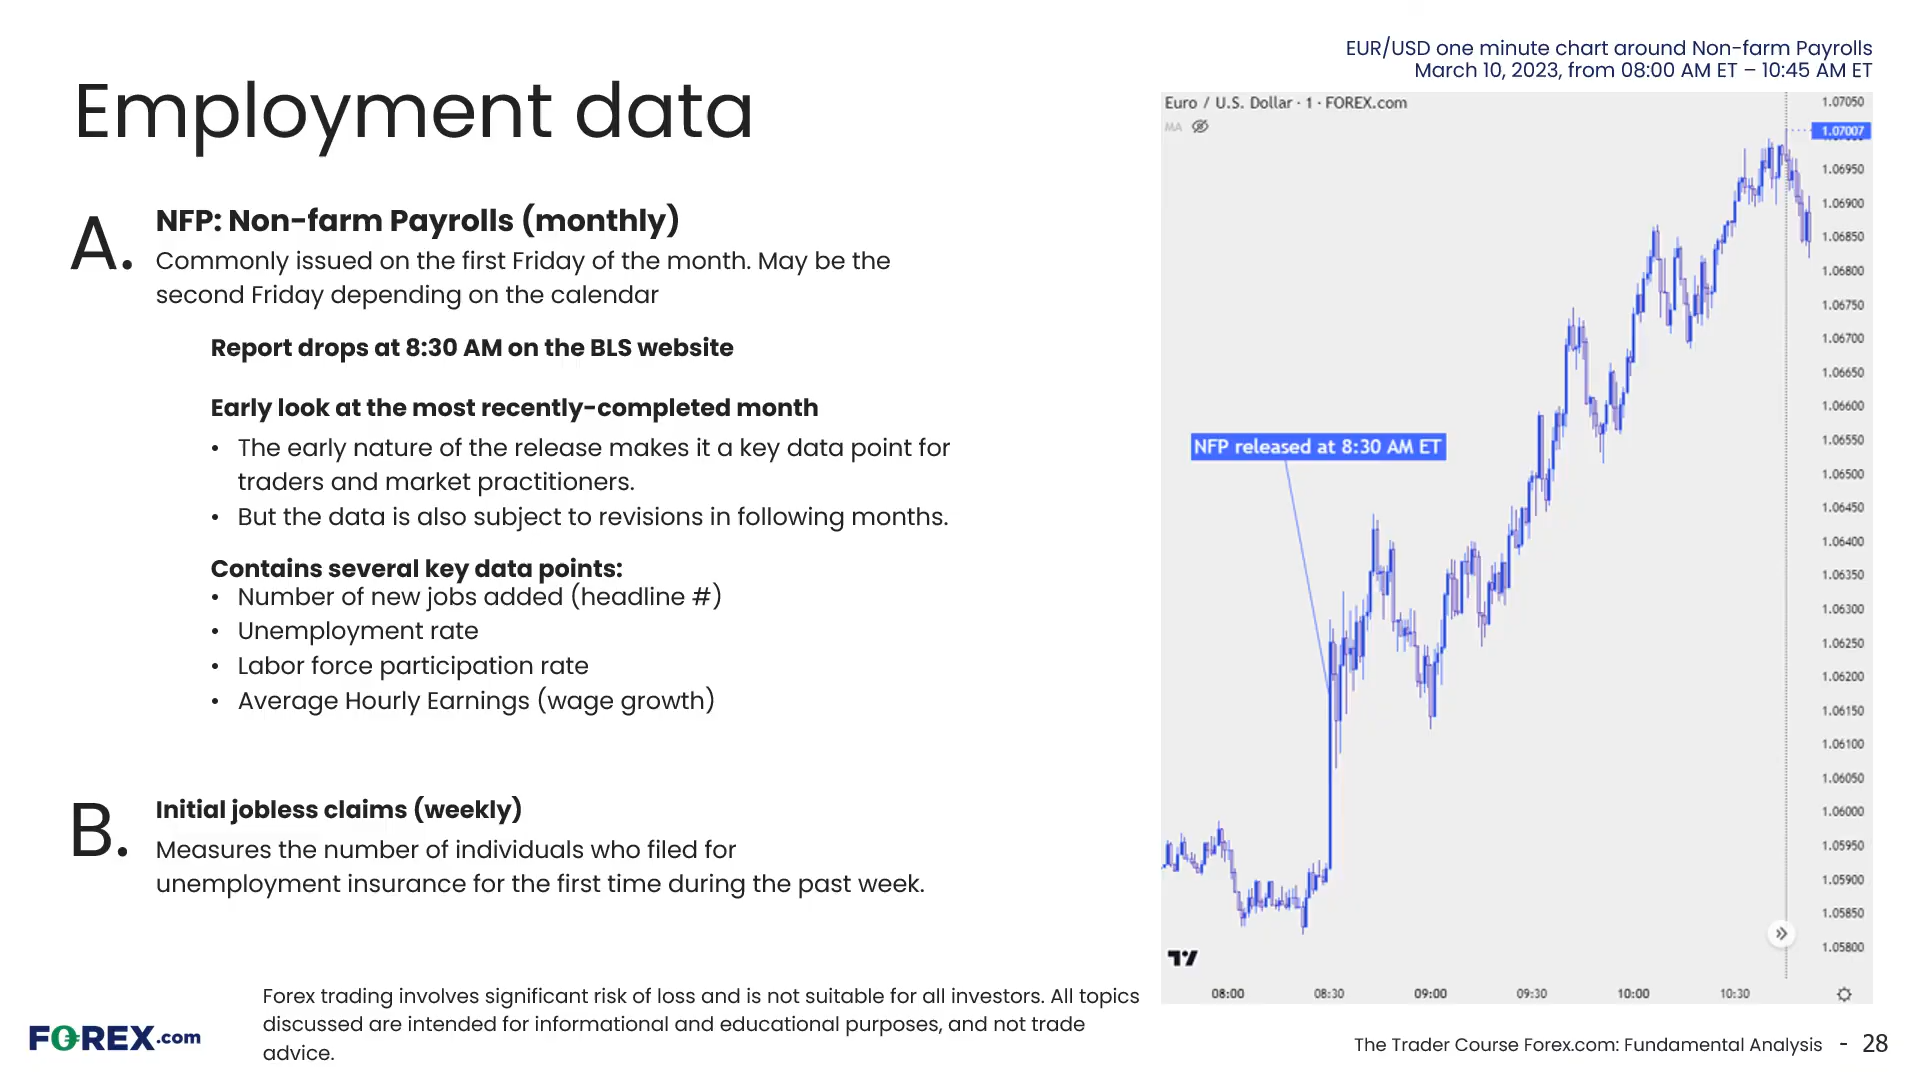 EUR/USD one minute chart around Non-farm Payrolls
March 10, 2023, from 08:00 AM ET – 10:45 AM ET
Employment data
A.
NFP: Non-farm Payrolls (monthly)
Commonly issued on the first Friday of the month. May be the
second Friday depending on the calendar
Report drops at 8:30 AM on the BLS website
Early look at the most recently-completed month
• The early nature of the release makes it a key data point for
traders and market practitioners.
• But the data is also subject to revisions in following months.
Contains several key data points:
• Number of new jobs added (headline #)
• Unemployment rate
• Labor force participation rate
• Average Hourly Earnings (wage growth)
B.
Initial jobless claims (weekly)
Measures the number of individuals who filed for
unemployment insurance for the first time during the past week.
Euro / U.S. Dollar · 1 · FOREX.com
MA
NFP released at 8:30 AM ET
1.07050
1.07007
1.06950
1.06900
1.06850
1.06800
1.06750
1.06700
1.06650
1.06600
1.06550
1.06500
1.06450
1.06400
1.06350
1.06300
1.06250
1.06200
1.06150
1.06100
1.06050
1.06000
1.05950
1.05900
1.05850
1.05800
08:00 08:30 09:00 09:30 10:00 10:30
Forex trading involves significant risk of loss and is not suitable for all investors. All topics
discussed are intended for informational and educational purposes, and not trade
advice.
FOREX.com
The Trader Course Forex.com: Fundamental Analysis - 28